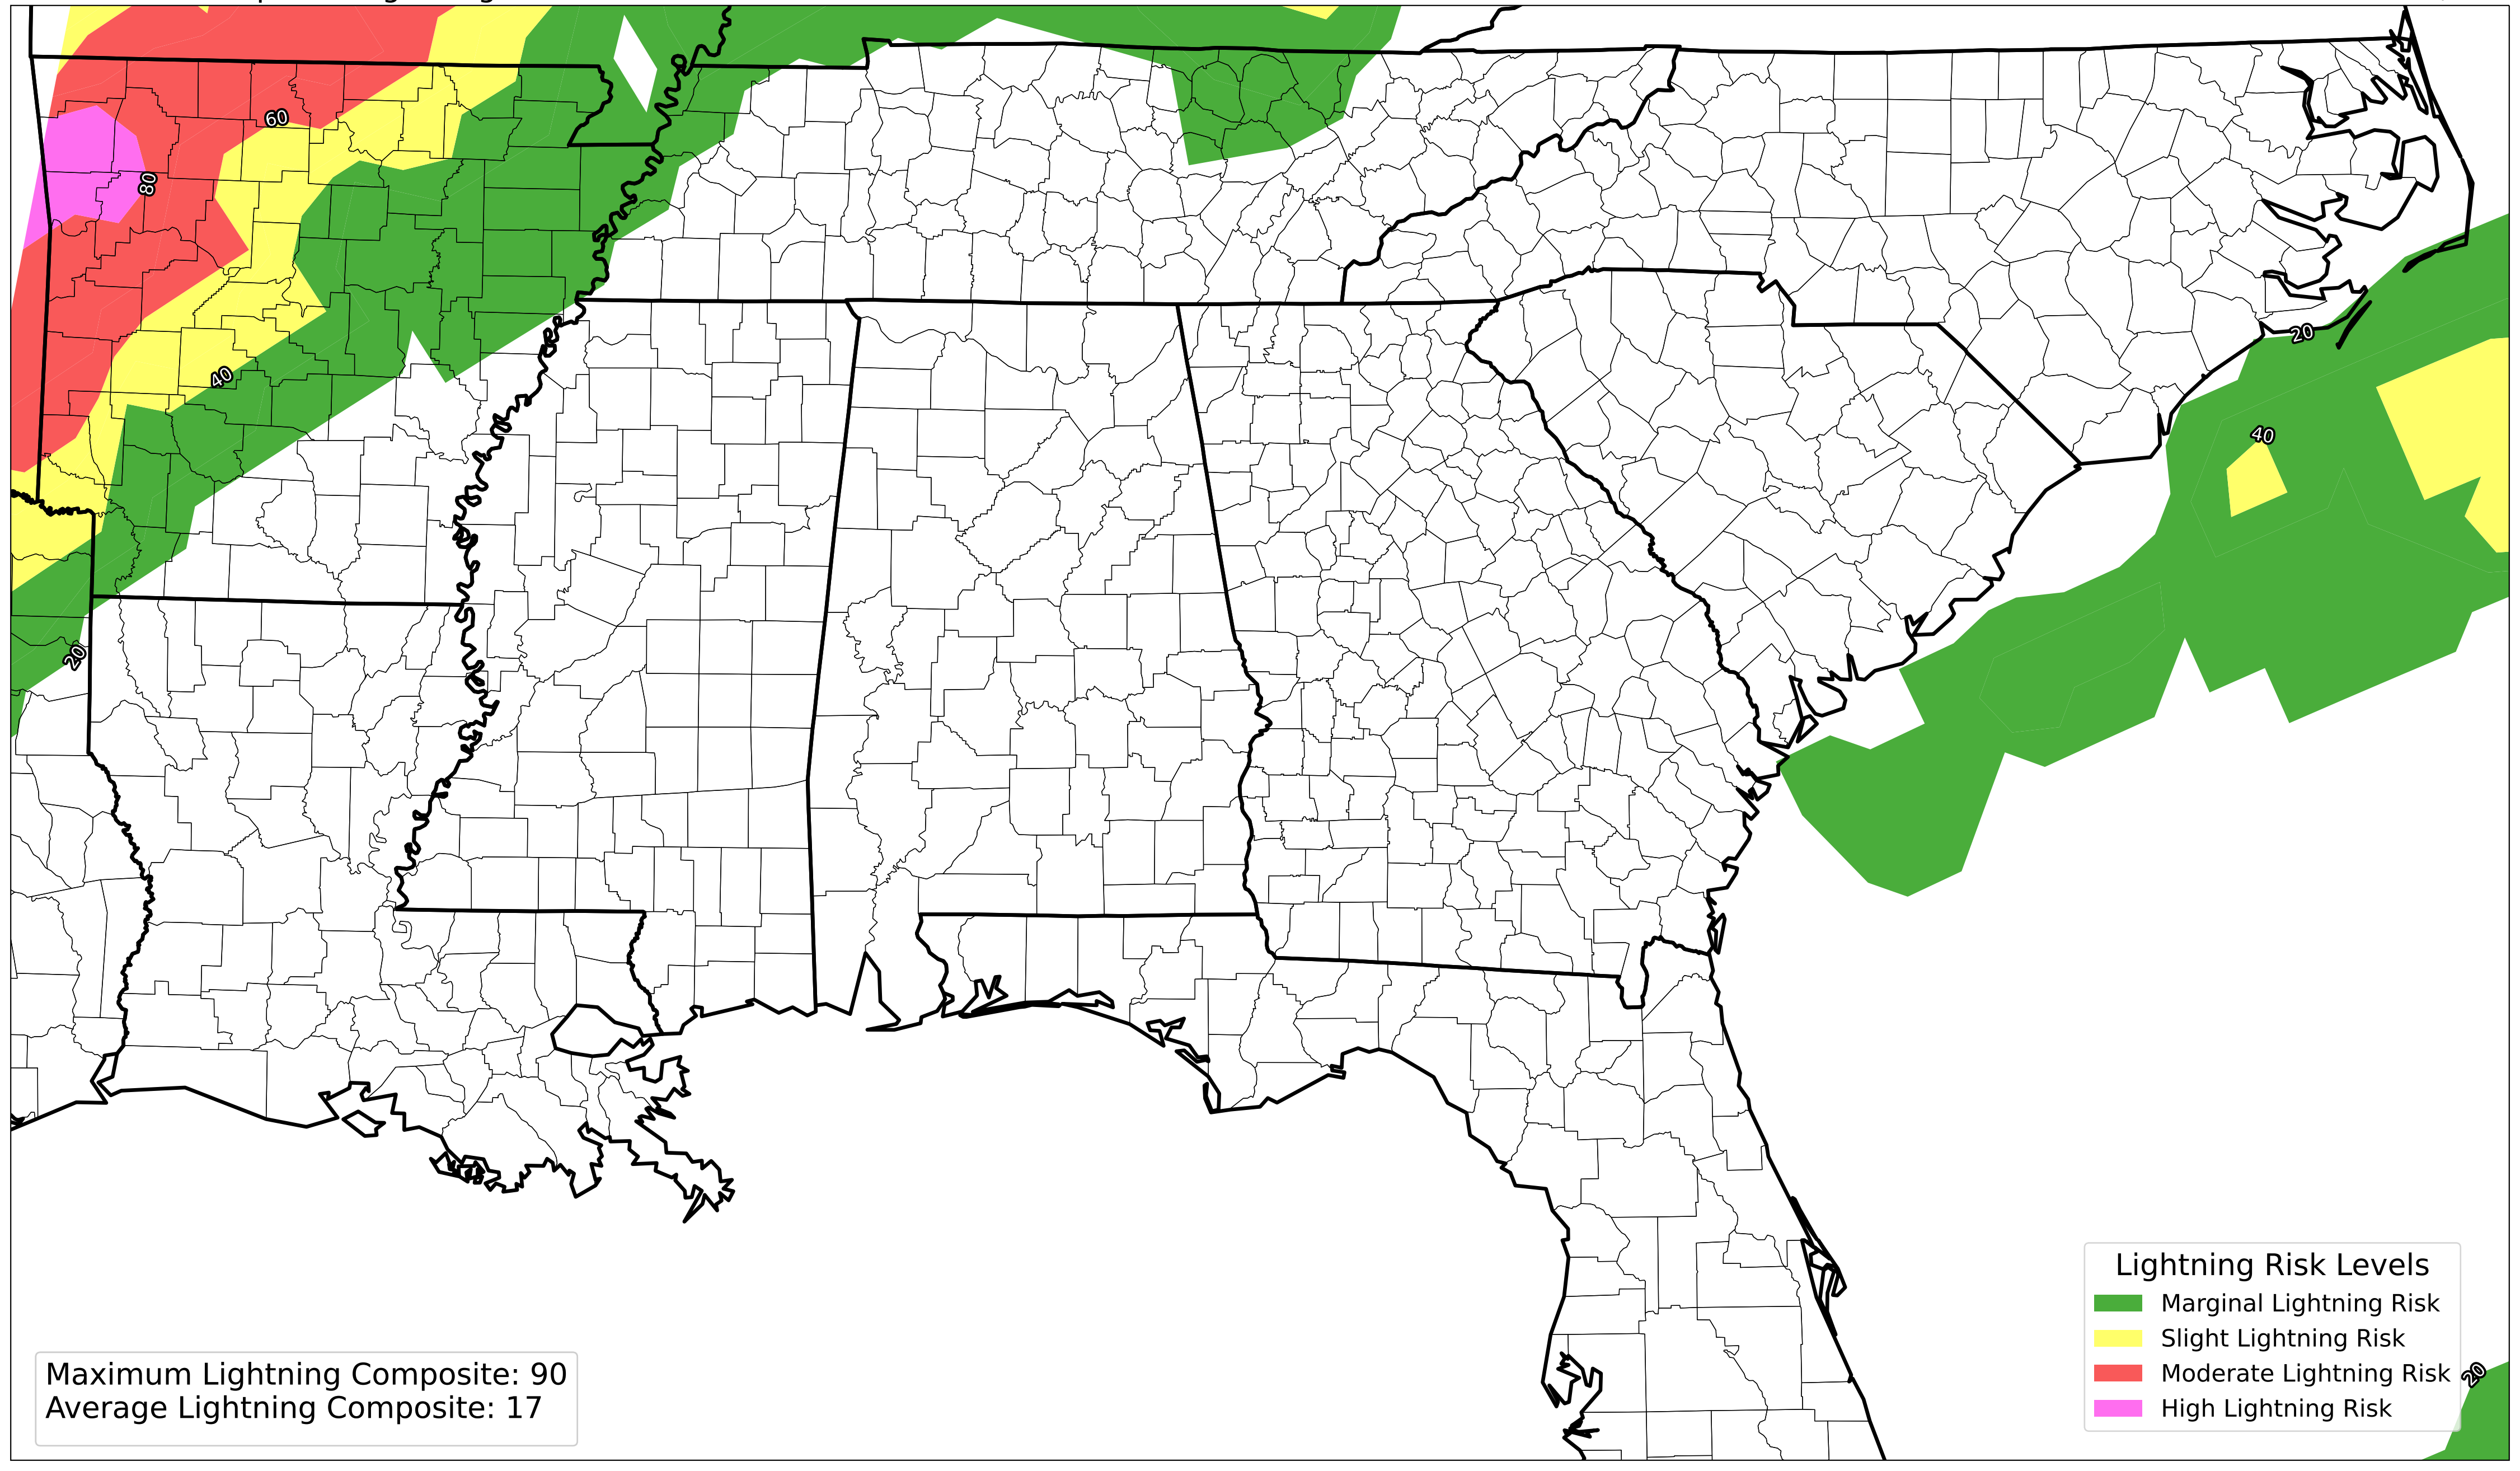 60
80
40
20
20
40
20
Lightning Risk Levels
Marginal Lightning Risk
Slight Lightning Risk
Moderate Lightning Risk
High Lightning Risk
Maximum Lightning Composite: 90
Average Lightning Composite: 17